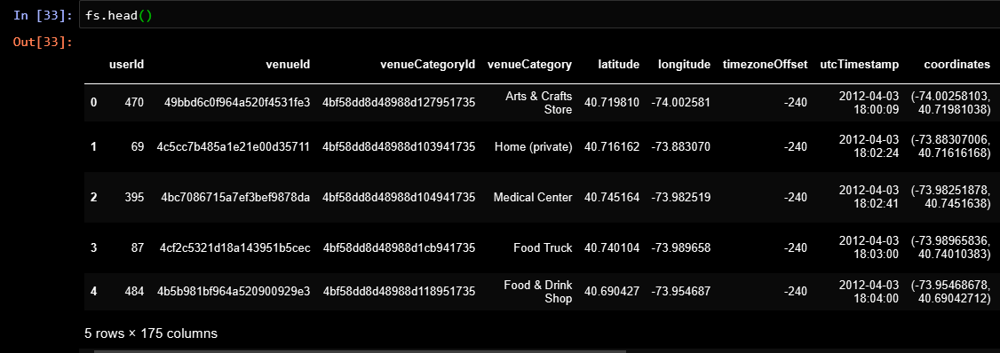 In [33]: fs.head()
Out[33]:
userId venueId venueCategoryId venueCategory latitude longitude timezoneOffset utcTimestamp coordinates
0 470 49bbd6c0f964a520f4531fe3 4bf58dd8d48988d127951735 Arts & Crafts Store 40.719810 -74.002581 -240 2012-04-03 18:00:09 (-74.00258103, 40.71981038)
1 69 4c5cc7b485a1e21e00d35711 4bf58dd8d48988d103941735 Home (private) 40.716162 -73.883070 -240 2012-04-03 18:02:24 (-73.88307006, 40.71616168)
2 395 4bc7086715a7ef3bef9878da 4bf58dd8d48988d104941735 Medical Center 40.745164 -73.982519 -240 2012-04-03 18:02:41 (-73.98251878, 40.7451638)
3 87 4cf2c5321d18a143951b5cec 4bf58dd8d48988d1cb941735 Food Truck 40.740104 -73.989658 -240 2012-04-03 18:03:00 (-73.98965836, 40.74010383)
4 484 4b5b981bf964a520900929e3 4bf58dd8d48988d118951735 Food & Drink Shop 40.690427 -73.954687 -240 2012-04-03 18:04:00 (-73.95468678, 40.69042712)
5 rows × 175 columns